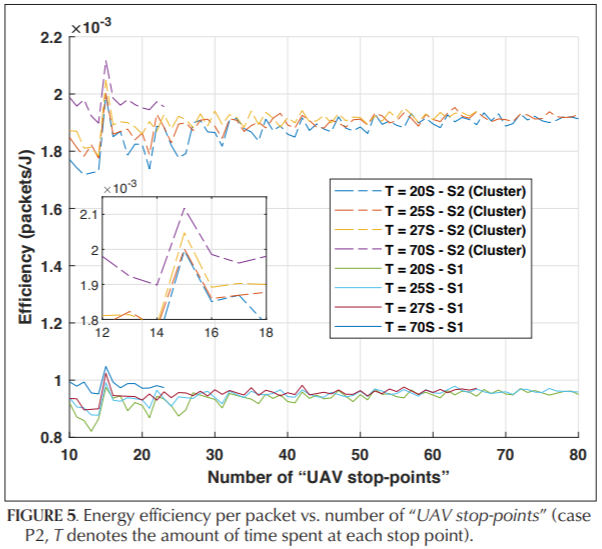 ×10⁻³
2.2
2
1.8
1.6
1.4
1.2
1
0.8
Efficiency (packets/J)
10
20
30
40
50
60
70
80
Number of “UAV stop-points”
×10⁻³
2.1
2
1.9
1.8
12
14
16
18
T = 20S - S2 (Cluster)
T = 25S - S2 (Cluster)
T = 27S - S2 (Cluster)
T = 70S - S2 (Cluster)
T = 20S - S1
T = 25S - S1
T = 27S - S1
T = 70S - S1
FIGURE 5. Energy efficiency per packet vs. number of “UAV stop-points” (case
P2, T denotes the amount of time spent at each stop point).